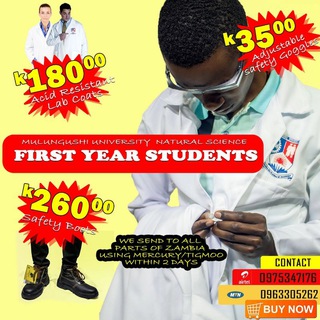 K180.00
Acid Resistant
Lab Coats
K35.00
Adjustable
safety Goggles
MULUNGUSHI UNIVERSITY NATURAL SCIENCE
FIRST YEAR STUDENTS
K260.00
Safety Boots
WE SEND TO ALL
PARTS OF ZAMBIA
USING MERCURY/TIGMOO
WITHIN 2 DAYS
CONTACT
airtel 0975347176
MTN 0963305262
BUY NOW